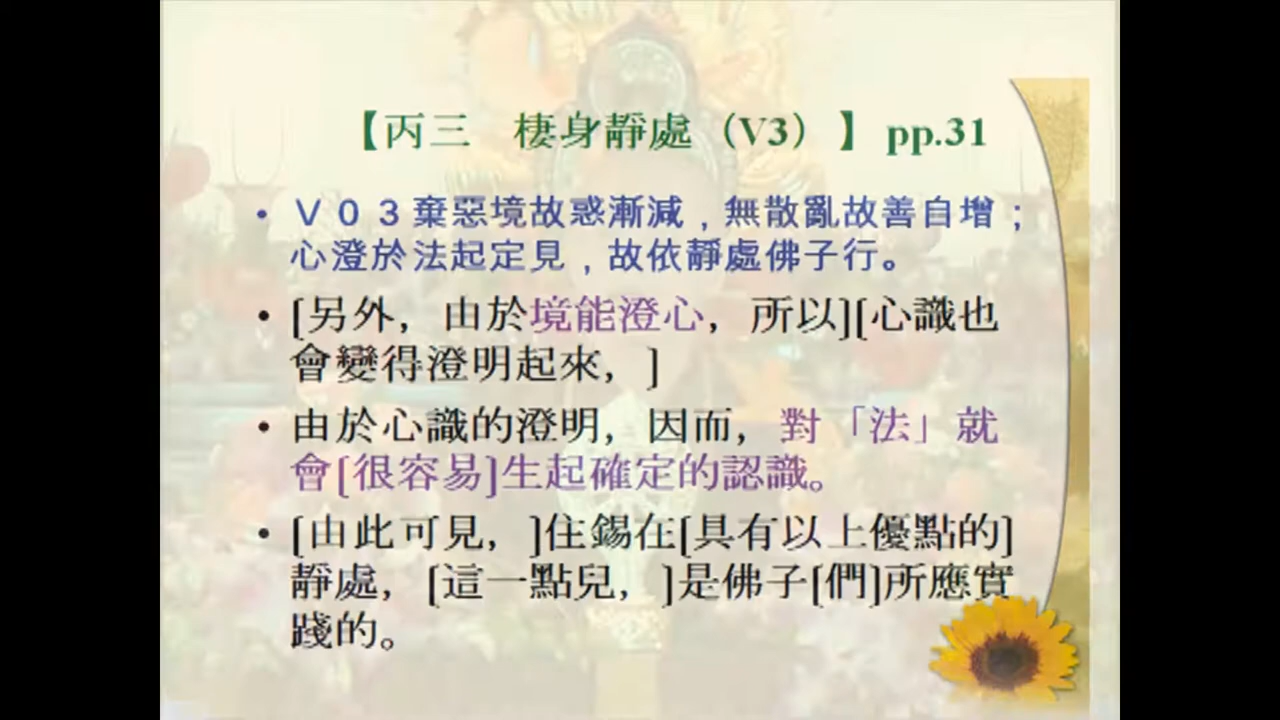 【丙三 棲身靜處（V3）】 pp.31
• Ｖ０３棄惡境故惑漸減，無散亂故善自增；
心澄於法起定見，故依靜處佛子行。
• [另外，由於境能澄心，所以][心識也
會變得澄明起來，]
• 由於心識的澄明，因而，對「法」就
會[很容易]生起確定的認識。
• [由此可見，]住錫在[具有以上優點的]
靜處，[這一點兒，]是佛子[們]所應實
踐的。